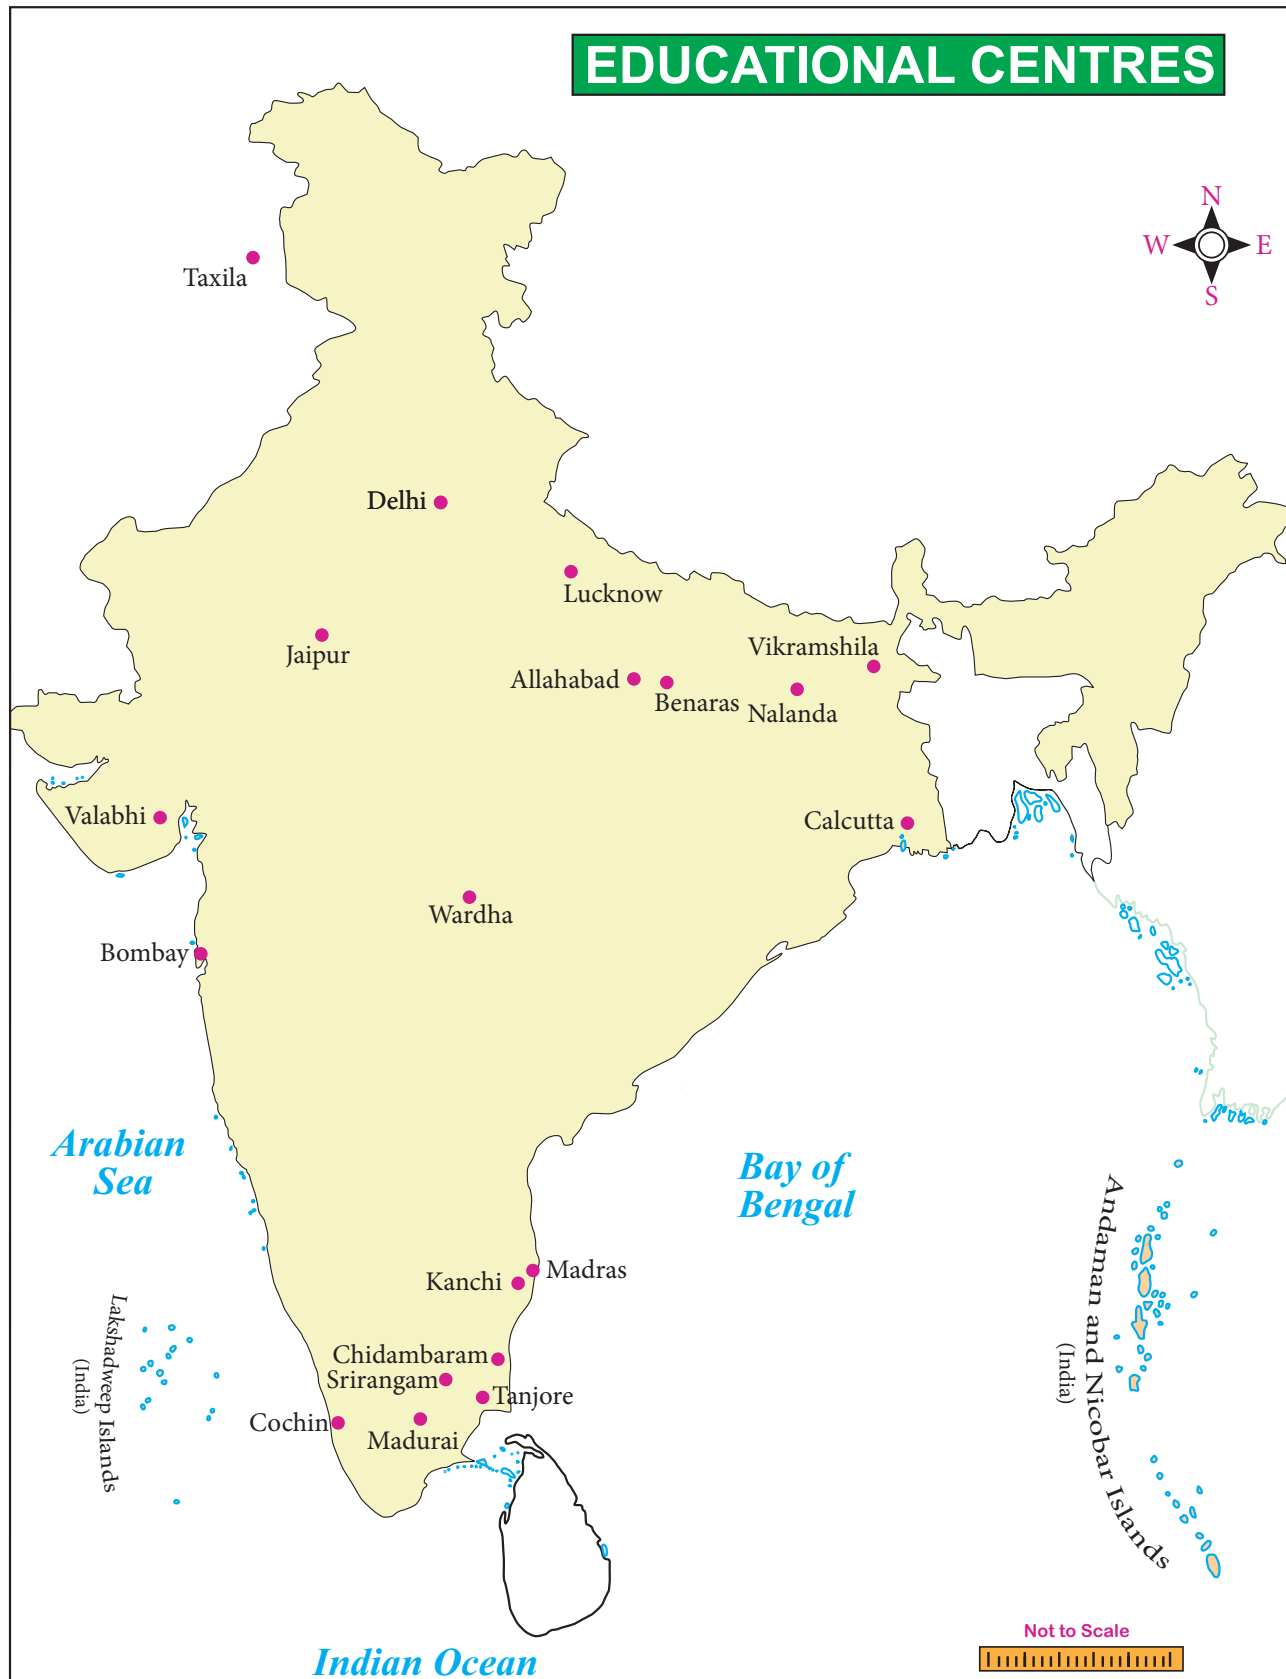 EDUCATIONAL CENTRES
N
W
E
S
Taxila
Delhi
Lucknow
Jaipur
Vikramshila
Allahabad
Benaras
Nalanda
Valabhi
Calcutta
Wardha
Bombay
Arabian
Sea
Bay of
Bengal
Andaman and Nicobar Islands
(India)
Madras
Kanchi
Lakshadweep Islands
(India)
Chidambaram
Srirangam
Tanjore
Cochin
Madurai
Not to Scale
Indian Ocean